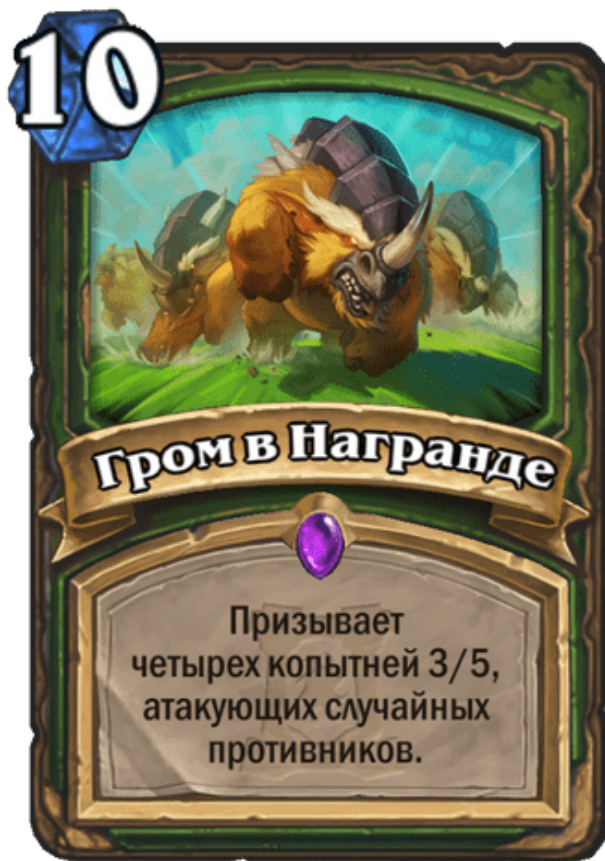 10
Гром в Награнде
Призывает
четырех копытней 3/5,
атакующих случайных
противников.